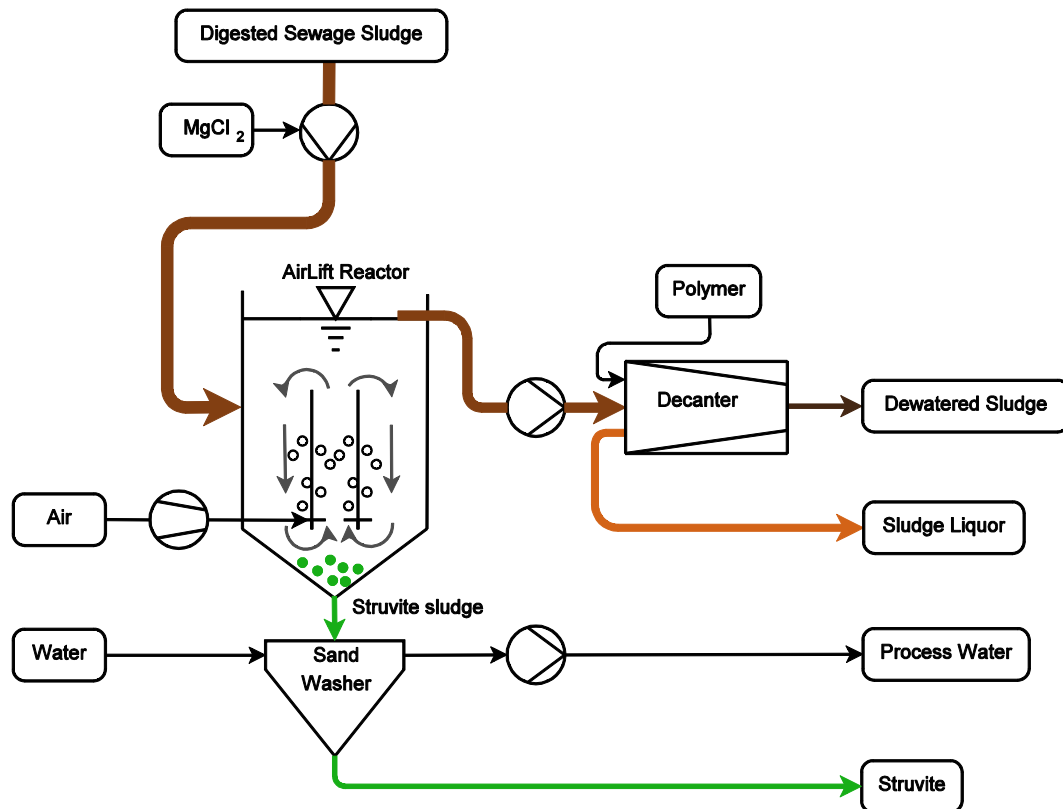 Digested Sewage Sludge
MgCl 2
AirLift Reactor
Polymer
Decanter
Dewatered Sludge
Air
Sludge Liquor
Struvite sludge
Water
Sand
Washer
Process Water
Struvite